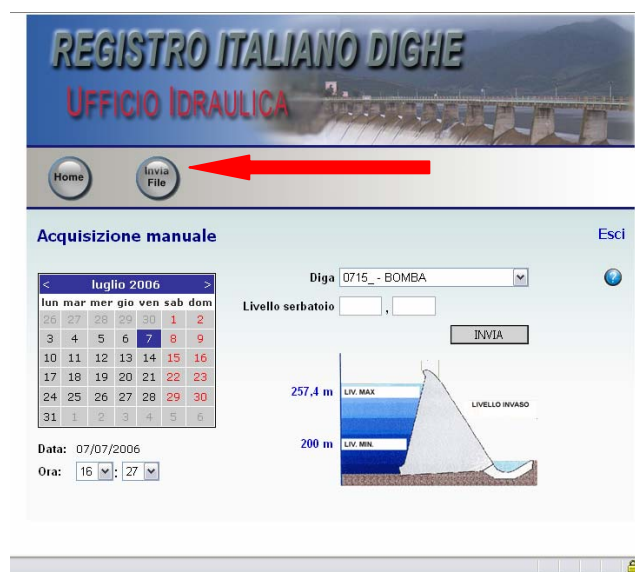 REGISTRO ITALIANO DIGHE
UFFICIO IDRAULICA
Home
Invia
File
Acquisizione manuale
Esci
< luglio 2006 >
lun mar mer gio ven sab dom
26 27 28 29 30 1 2
3 4 5 6 7 8 9
10 11 12 13 14 15 16
17 18 19 20 21 22 23
24 25 26 27 28 29 30
31 1 2 3 4 5 6
Data: 07/07/2006
Ora: 16 : 27
Diga 0715_ - BOMBA
?
Livello serbatoio ,
INVIA
257,4 m LIV. MAX
LIVELLO INVASO
200 m LIV. MIN.